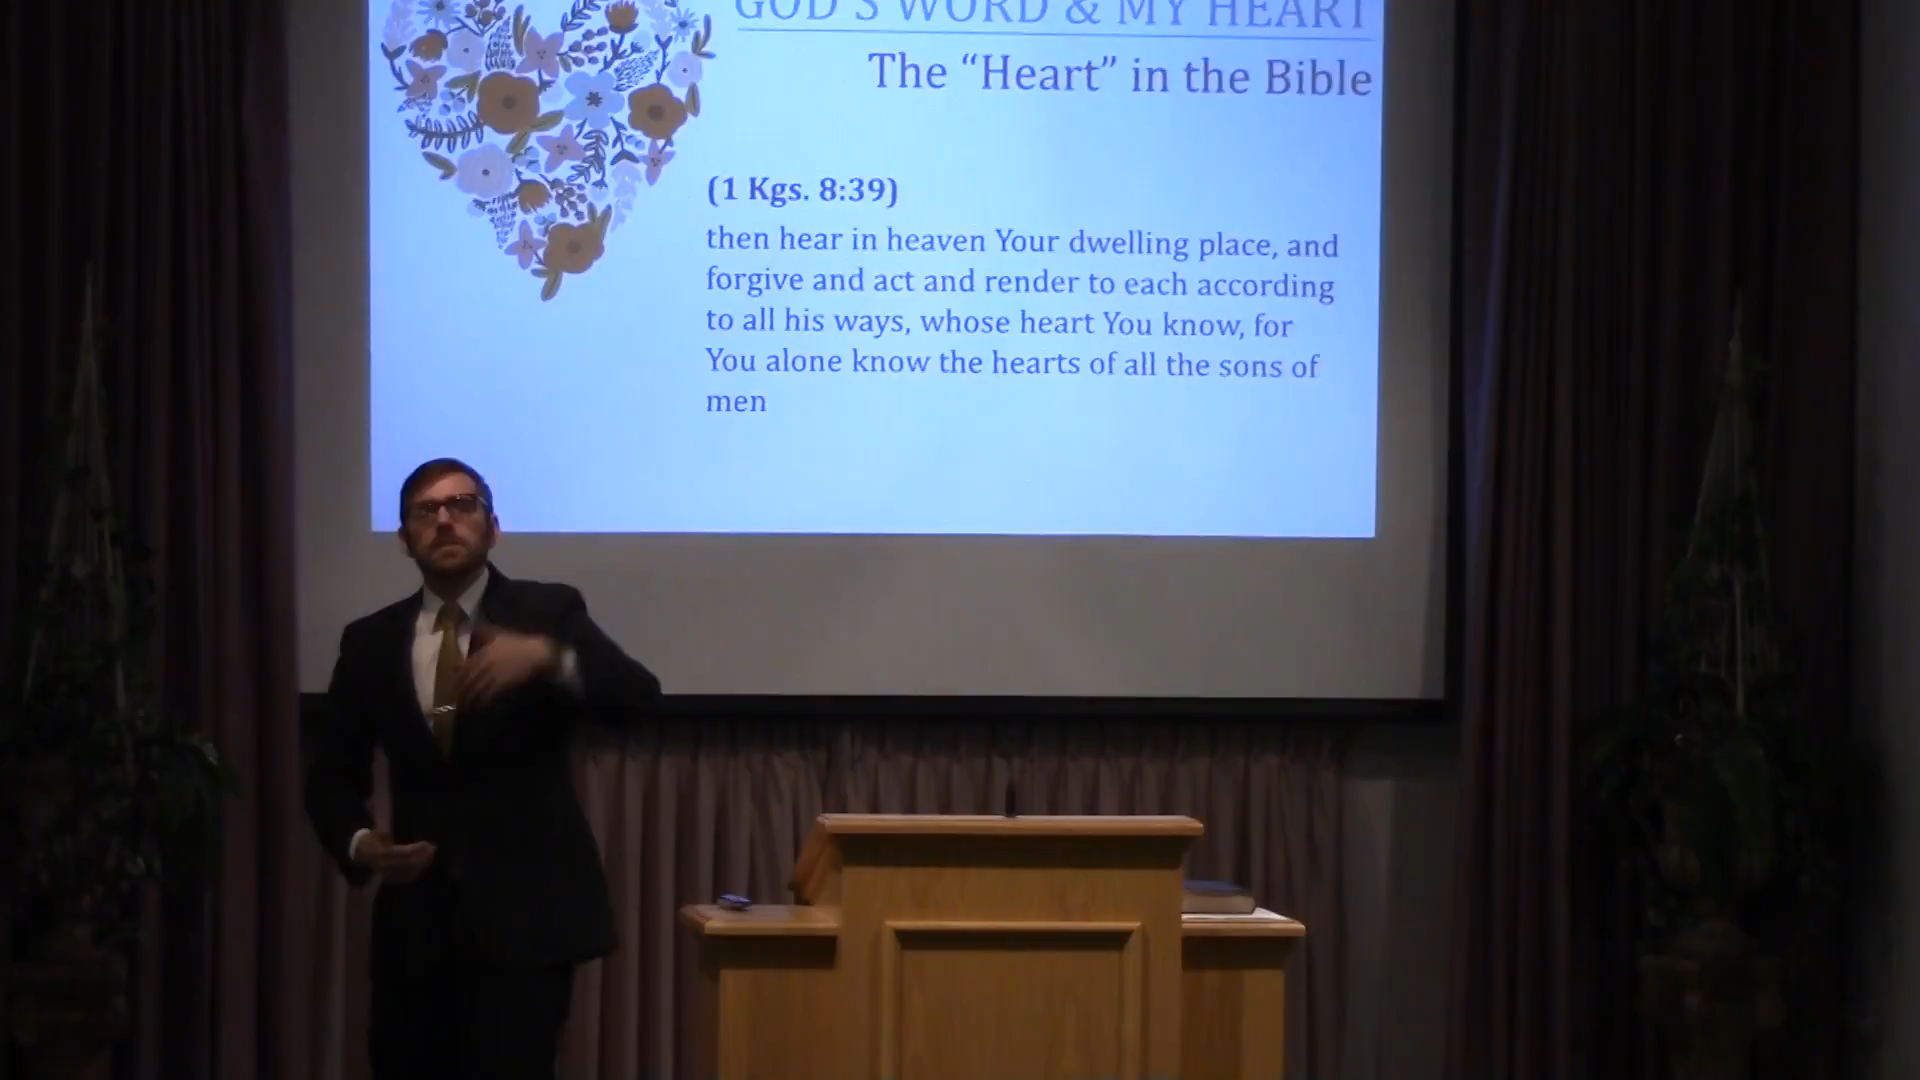 GOD'S WORD & MY HEART
The “Heart” in the Bible
(1 Kgs. 8:39)
then hear in heaven Your dwelling place, and
forgive and act and render to each according
to all his ways, whose heart You know, for
You alone know the hearts of all the sons of
men